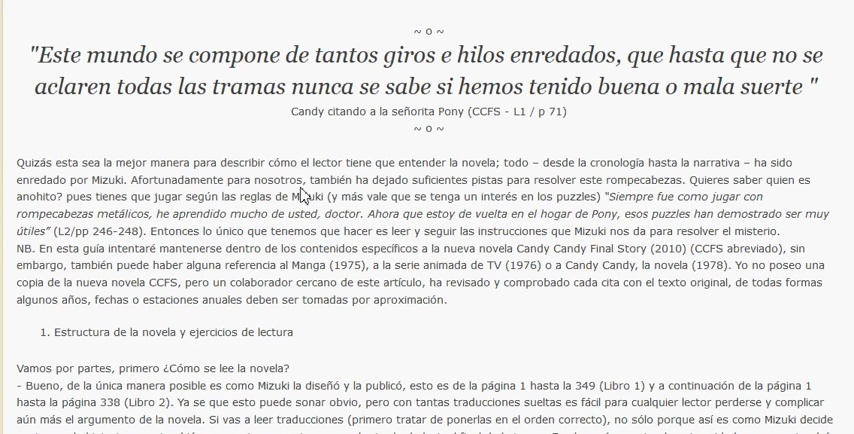 ~ o ~
"Este mundo se compone de tantos giros e hilos enredados, que hasta que no se
aclaren todas las tramas nunca se sabe si hemos tenido buena o mala suerte "
Candy citando a la señorita Pony (CCFS - L1 / p 71)
~ o ~
Quizás esta sea la mejor manera para describir cómo el lector tiene que entender la novela; todo – desde la cronología hasta la narrativa – ha sido
enredado por Mizuki. Afortunadamente para nosotros, también ha dejado suficientes pistas para resolver este rompecabezas. Quieres saber quien es
anohito? pues tienes que jugar según las reglas de Mizuki (y más vale que se tenga un interés en los puzzles) “Siempre fue como jugar con
rompecabezas metálicos, he aprendido mucho de usted, doctor. Ahora que estoy de vuelta en el hogar de Pony, esos puzzles han demostrado ser muy
útiles” (L2/pp 246-248). Entonces lo único que tenemos que hacer es leer y seguir las instrucciones que Mizuki nos da para resolver el misterio.
NB. En esta guía intentaré mantenerse dentro de los contenidos específicos a la nueva novela Candy Candy Final Story (2010) (CCFS abreviado), sin
embargo, también puede haber alguna referencia al Manga (1975), a la serie animada de TV (1976) o a Candy Candy, la novela (1978). Yo no poseo una
copia de la nueva novela CCFS, pero un colaborador cercano de este artículo, ha revisado y comprobado cada cita con el texto original, de todas formas
algunos años, fechas o estaciones anuales deben ser tomadas por aproximación.
1. Estructura de la novela y ejercicios de lectura
Vamos por partes, primero ¿Cómo se lee la novela?
- Bueno, de la única manera posible es como Mizuki la diseñó y la publicó, esto es de la página 1 hasta la 349 (Libro 1) y a continuación de la página 1
hasta la página 338 (Libro 2). Ya se que esto puede sonar obvio, pero con tantas traducciones sueltas es fácil para cualquier lector perderse y complicar
aún más el argumento de la novela. Si vas a leer traducciones (primero tratar de ponerlas en el orden correcto), no sólo porque así es como Mizuki decide